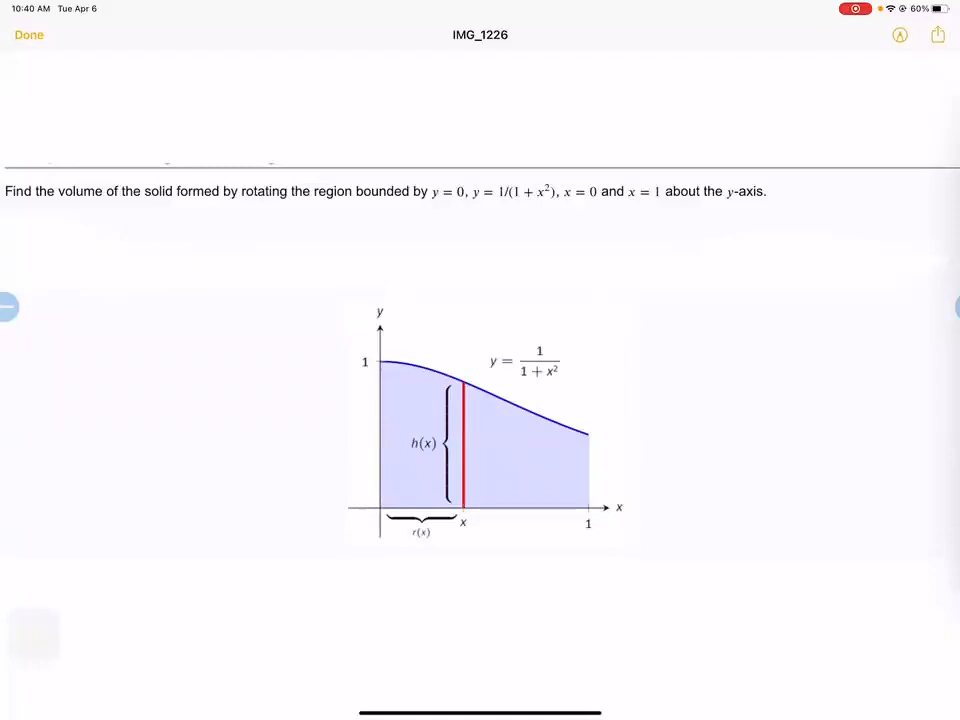 10:40 AM Tue Apr 6
60%
Done
IMG_1226
Find the volume of the solid formed by rotating the region bounded by y = 0, y = 1/(1 + x²), x = 0 and x = 1 about the y-axis.
y
1
y = 1/(1 + x²)
h(x)
x
r(x)
x
1